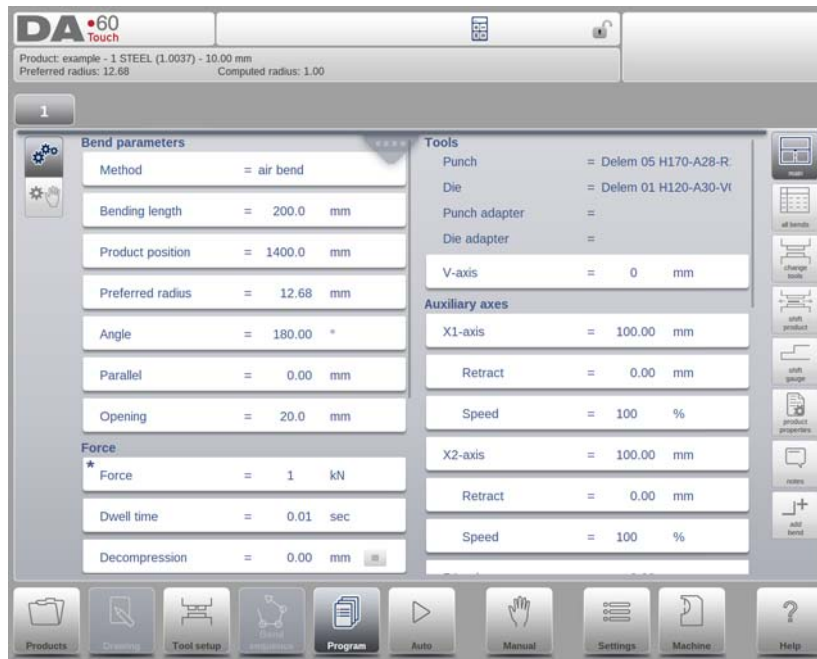 DA•60
Touch
Product: example - 1 STEEL (1.0037) - 10.00 mm
Preferred radius: 12.68 Computed radius: 1.00
1
Bend parameters
Method = air bend
Bending length = 200.0 mm
Product position = 1400.0 mm
Preferred radius = 12.68 mm
Angle = 180.00 °
Parallel = 0.00 mm
Opening = 20.0 mm
Force
* Force = 1 kN
Dwell time = 0.01 sec
Decompression = 0.00 mm =
Tools
Punch = Delem 05 H170-A28-R
Die = Delem 01 H120-A30-V
Punch adapter =
Die adapter =
V-axis = 0 mm
Auxiliary axes
X1-axis = 100.00 mm
Retract = 0.00 mm
Speed = 100 %
X2-axis = 100.00 mm
Retract = 0.00 mm
Speed = 100 %
main
all bends
change
tools
shift
product
shift
gauge
product
properties
notes
add
bend
Products
Drawing
Tool setup
Bend
sequence
Program
Auto
Manual
Settings
Machine
Help